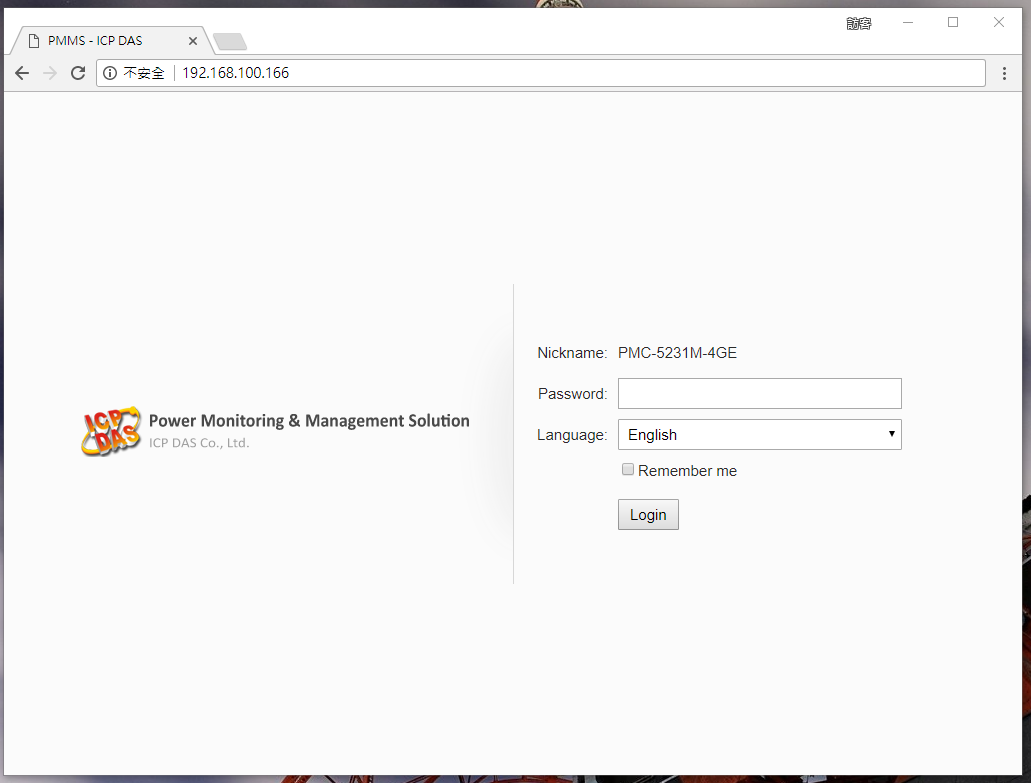 訪客
PMMS - ICP DAS
不安全 192.168.100.166
ICP DAS
Power Monitoring & Management Solution
ICP DAS Co., Ltd.
Nickname: PMC-5231M-4GE
Password:
Language: English
Remember me
Login